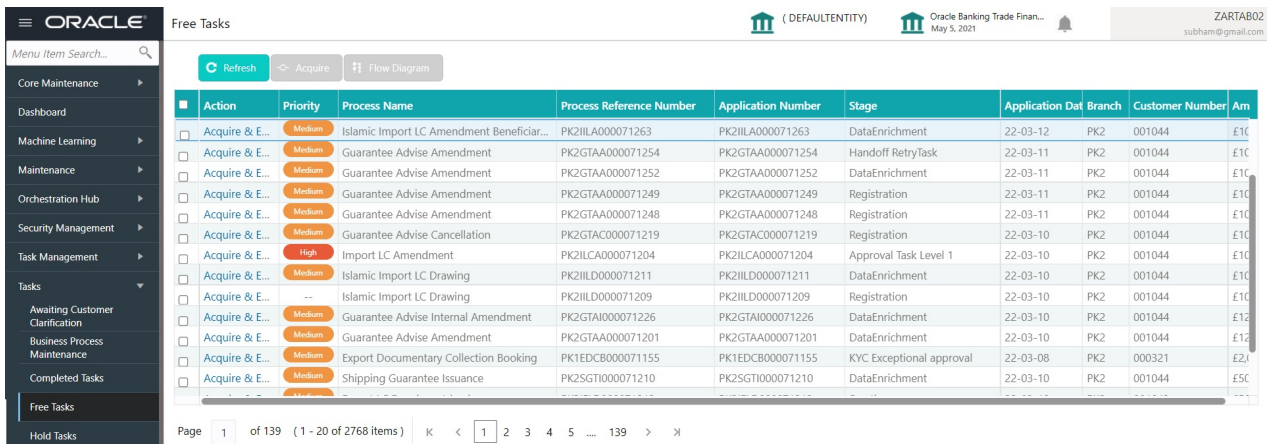 ORACLE®
Free Tasks
( DEFAULTENTITY)
Oracle Banking Trade Finan...
May 5, 2021
ZARTAB02
subham@gmail.com
Menu Item Search...
Core Maintenance
Dashboard
Machine Learning
Maintenance
Orchestration Hub
Security Management
Task Management
Tasks
Awaiting Customer
Clarification
Business Process
Maintenance
Completed Tasks
Free Tasks
Hold Tasks
Refresh Acquire Flow Diagram
Action Priority Process Name Process Reference Number Application Number Stage Application Dat Branch Customer Number Am
Acquire & E... Medium Islamic Import LC Amendment Beneficiar... PK2IILA000071263 PK2IILA000071263 DataEnrichment 22-03-12 PK2 001044 £10
Acquire & E... Medium Guarantee Advise Amendment PK2GTAA000071254 PK2GTAA000071254 Handoff RetryTask 22-03-11 PK2 001044 £10
Acquire & E... Medium Guarantee Advise Amendment PK2GTAA000071252 PK2GTAA000071252 DataEnrichment 22-03-11 PK2 001044 £10
Acquire & E... Medium Guarantee Advise Amendment PK2GTAA000071249 PK2GTAA000071249 Registration 22-03-11 PK2 001044 £10
Acquire & E... Medium Guarantee Advise Amendment PK2GTAA000071248 PK2GTAA000071248 Registration 22-03-11 PK2 001044 £10
Acquire & E... Medium Guarantee Advise Cancellation PK2GTAC000071219 PK2GTAC000071219 Registration 22-03-10 PK2 001044 £10
Acquire & E... High Import LC Amendment PK2ILCA000071204 PK2ILCA000071204 Approval Task Level 1 22-03-10 PK2 001044 £10
Acquire & E... Medium Islamic Import LC Drawing PK2IILD000071211 PK2IILD000071211 DataEnrichment 22-03-10 PK2 001044 £10
Acquire & E... -- Islamic Import LC Drawing PK2IILD000071209 PK2IILD000071209 Registration 22-03-10 PK2 001044 £10
Acquire & E... Medium Guarantee Advise Internal Amendment PK2GTAI000071226 PK2GTAI000071226 DataEnrichment 22-03-10 PK2 001044 £12
Acquire & E... Medium Guarantee Advise Amendment PK2GTAA000071201 PK2GTAA000071201 DataEnrichment 22-03-10 PK2 001044 £12
Acquire & E... Medium Export Documentary Collection Booking PK1EDCB000071155 PK1EDCB000071155 KYC Exceptional approval 22-03-08 PK2 000321 £2,
Acquire & E... Medium Shipping Guarantee Issuance PK2SGTI000071210 PK2SGTI000071210 DataEnrichment 22-03-10 PK2 001044 £50
Page 1 of 139 (1 - 20 of 2768 items) K < 1 2 3 4 5 .... 139 >